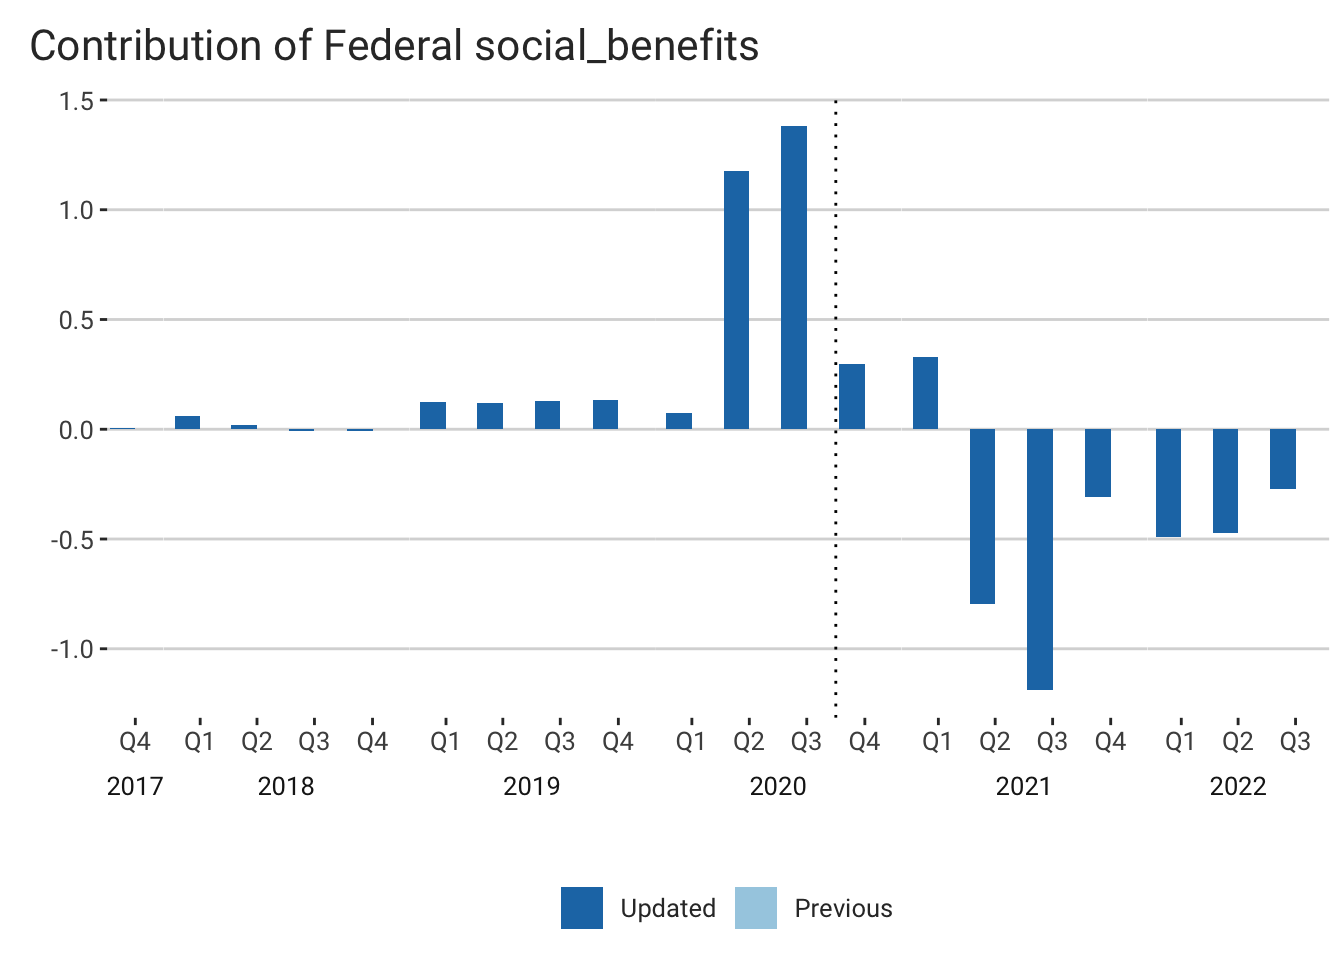 Contribution of Federal social_benefits
1.5
1.0
0.5
0.0
-0.5
-1.0
Q4 Q1 Q2 Q3 Q4 Q1 Q2 Q3 Q4 Q1 Q2 Q3 Q4 Q1 Q2 Q3 Q4 Q1 Q2 Q3
2017 2018 2019 2020 2021 2022
Updated Previous